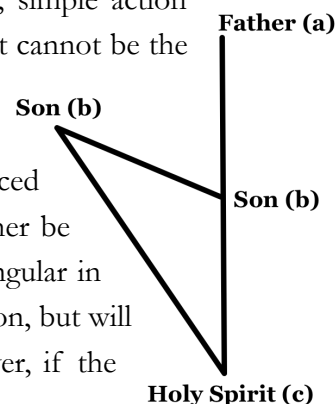 , simple action
Father (a)
t cannot be the
Son (b)
ced
Son (b)
her be
ngular in
on, but will
er, if the
Holy Spirit (c)